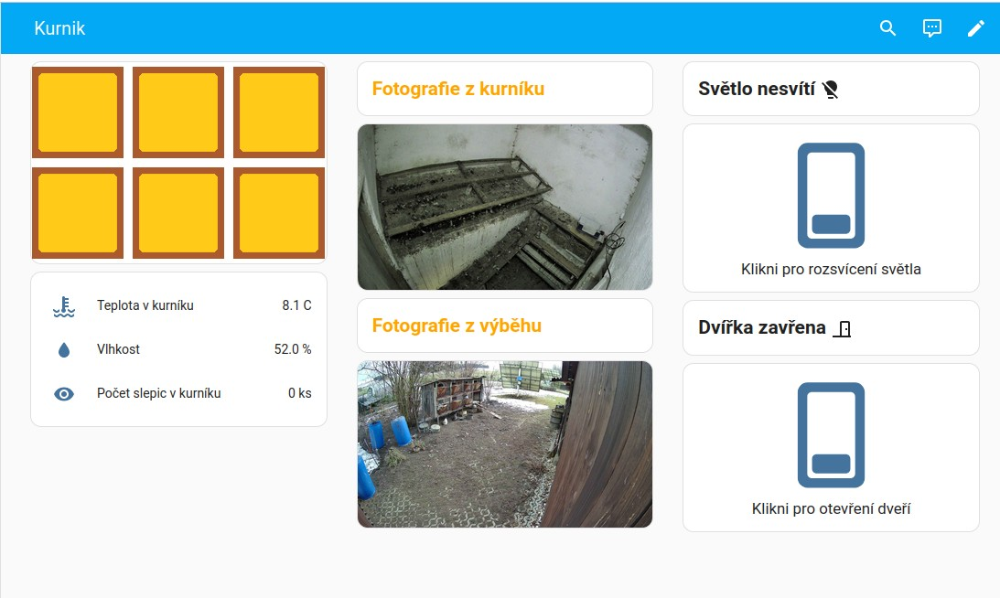 Kurnik
Teplota v kurníku 8.1 C
Vlhkost 52.0 %
Počet slepic v kurníku 0 ks
Fotografie z kurníku
Fotografie z výběhu
Světlo nesvítí
Klikni pro rozsvícení světla
Dvířka zavřena
Klikni pro otevření dveří